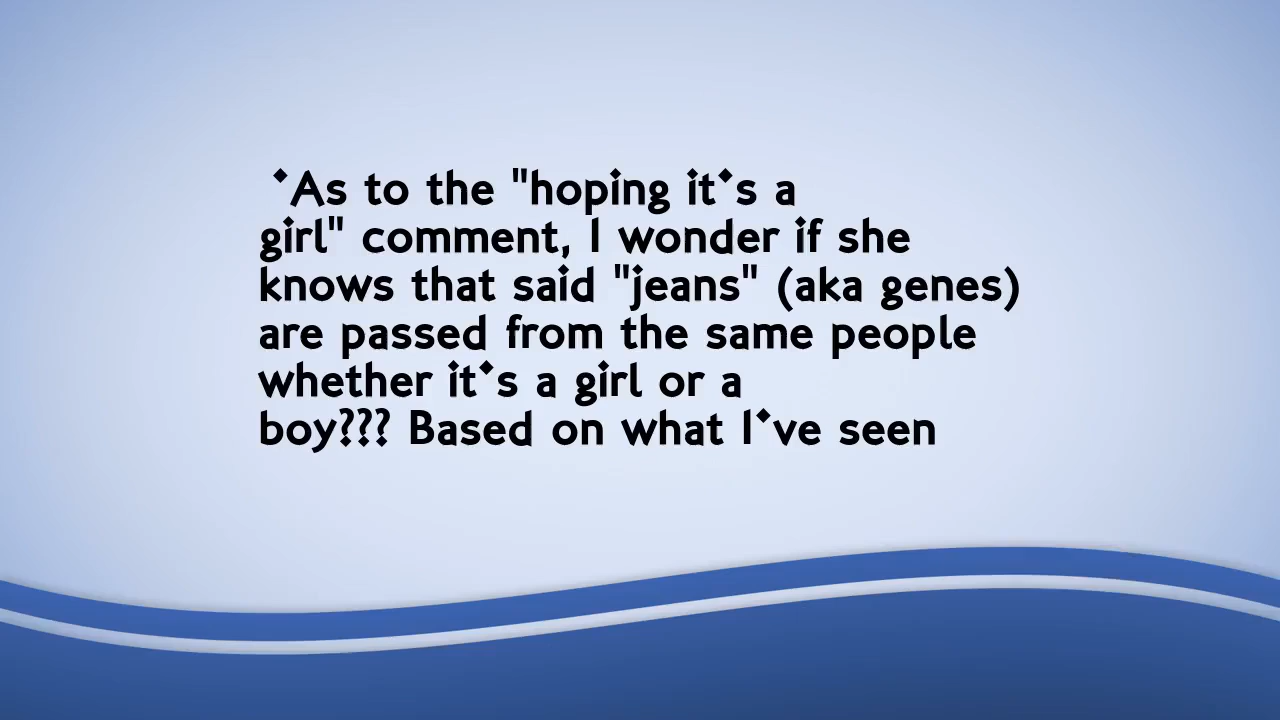 'As to the "hoping it's a
girl" comment, I wonder if she
knows that said "jeans" (aka genes)
are passed from the same people
whether it's a girl or a
boy??? Based on what I've seen